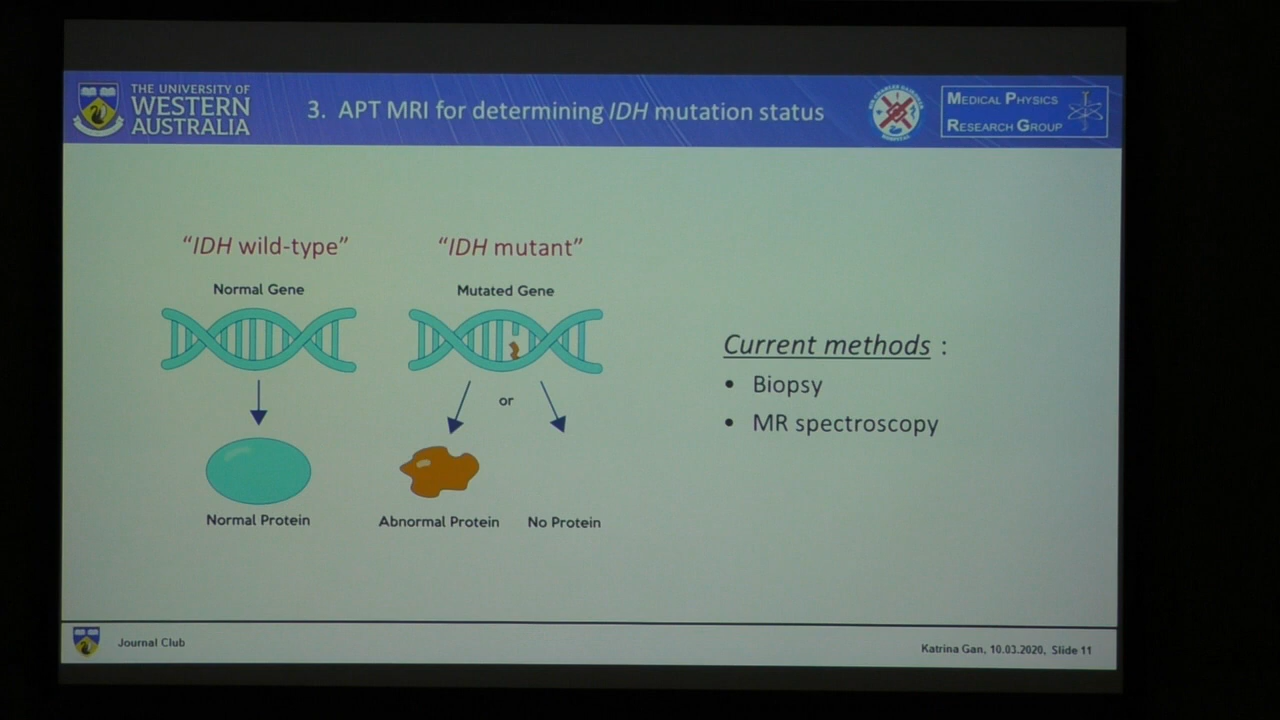 THE UNIVERSITY OF
WESTERN
AUSTRALIA
3. APT MRI for determining IDH mutation status
MEDICAL PHYSICS
RESEARCH GROUP
“IDH wild-type”
“IDH mutant”
Normal Gene
Mutated Gene
or
Normal Protein
Abnormal Protein
No Protein
Current methods :
• Biopsy
• MR spectroscopy
Journal Club
Katrina Gan, 10.03.2020, Slide 11